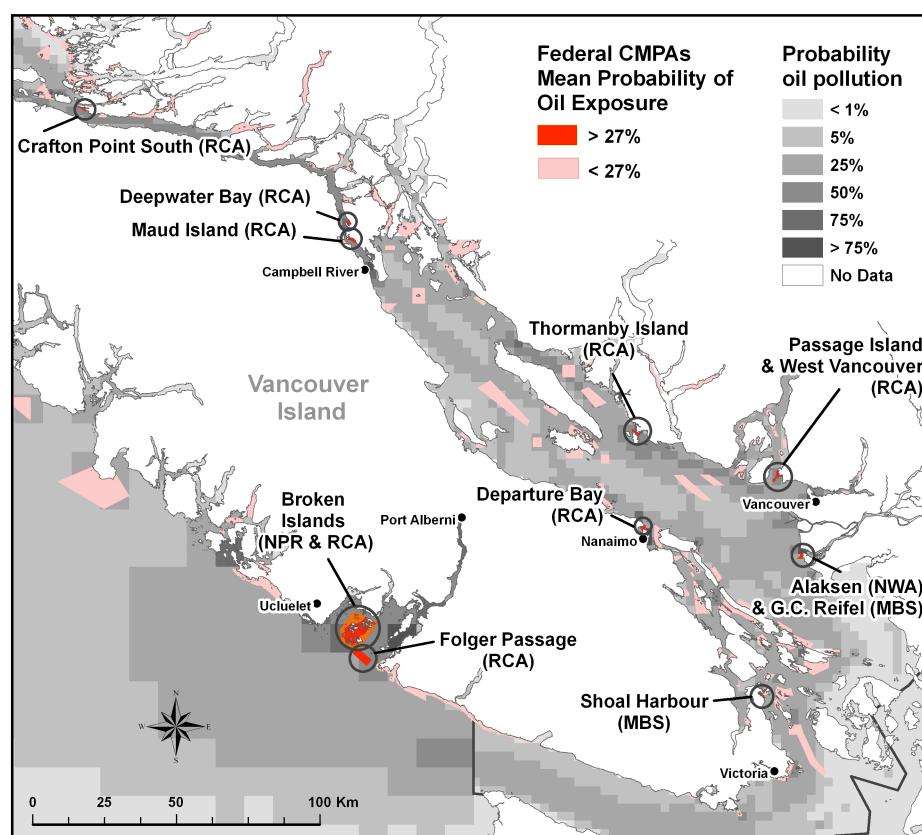 Federal CMPAs
Mean Probability of
Oil Exposure
> 27%
< 27%
Probability
oil pollution
< 1%
5%
25%
50%
75%
> 75%
No Data
Crafton Point South (RCA)
Deepwater Bay (RCA)
Maud Island (RCA)
Campbell River
Thormanby Island
(RCA)
Passage Island
& West Vancouver
(RCA)
Vancouver
Island
Broken
Islands
(NPR & RCA)
Port Alberni
Departure Bay
(RCA)
Nanaimo
Vancouver
Alaksen (NWA)
& G.C. Reifel (MBS)
Ucluelet
Folger Passage
(RCA)
Shoal Harbour
(MBS)
Victoria
N
W
E
S
0 25 50 100 Km